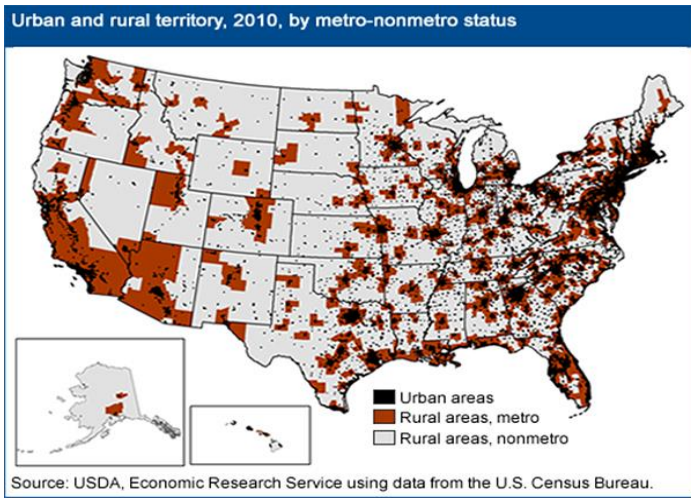 Urban and rural territory, 2010, by metro-nonmetro status
Urban areas
Rural areas, metro
Rural areas, nonmetro
Source: USDA, Economic Research Service using data from the U.S. Census Bureau.